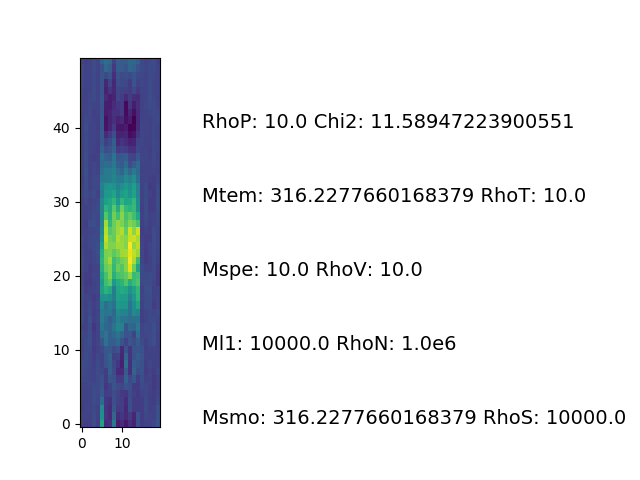 40
RhoP: 10.0 Chi2: 11.58947223900551
30
Mtem: 316.2277660168379 RhoT: 10.0
20
Mspe: 10.0 RhoV: 10.0
10
Ml1: 10000.0 RhoN: 1.0e6
0
Msmo: 316.2277660168379 RhoS: 10000.0
0 10